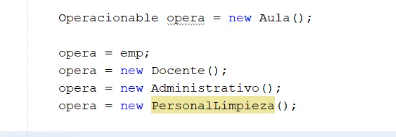 Operacionable opera = new Aula();
opera = emp;
opera = new Docente();
opera = new Administrativo();
opera = new PersonalLimpieza();